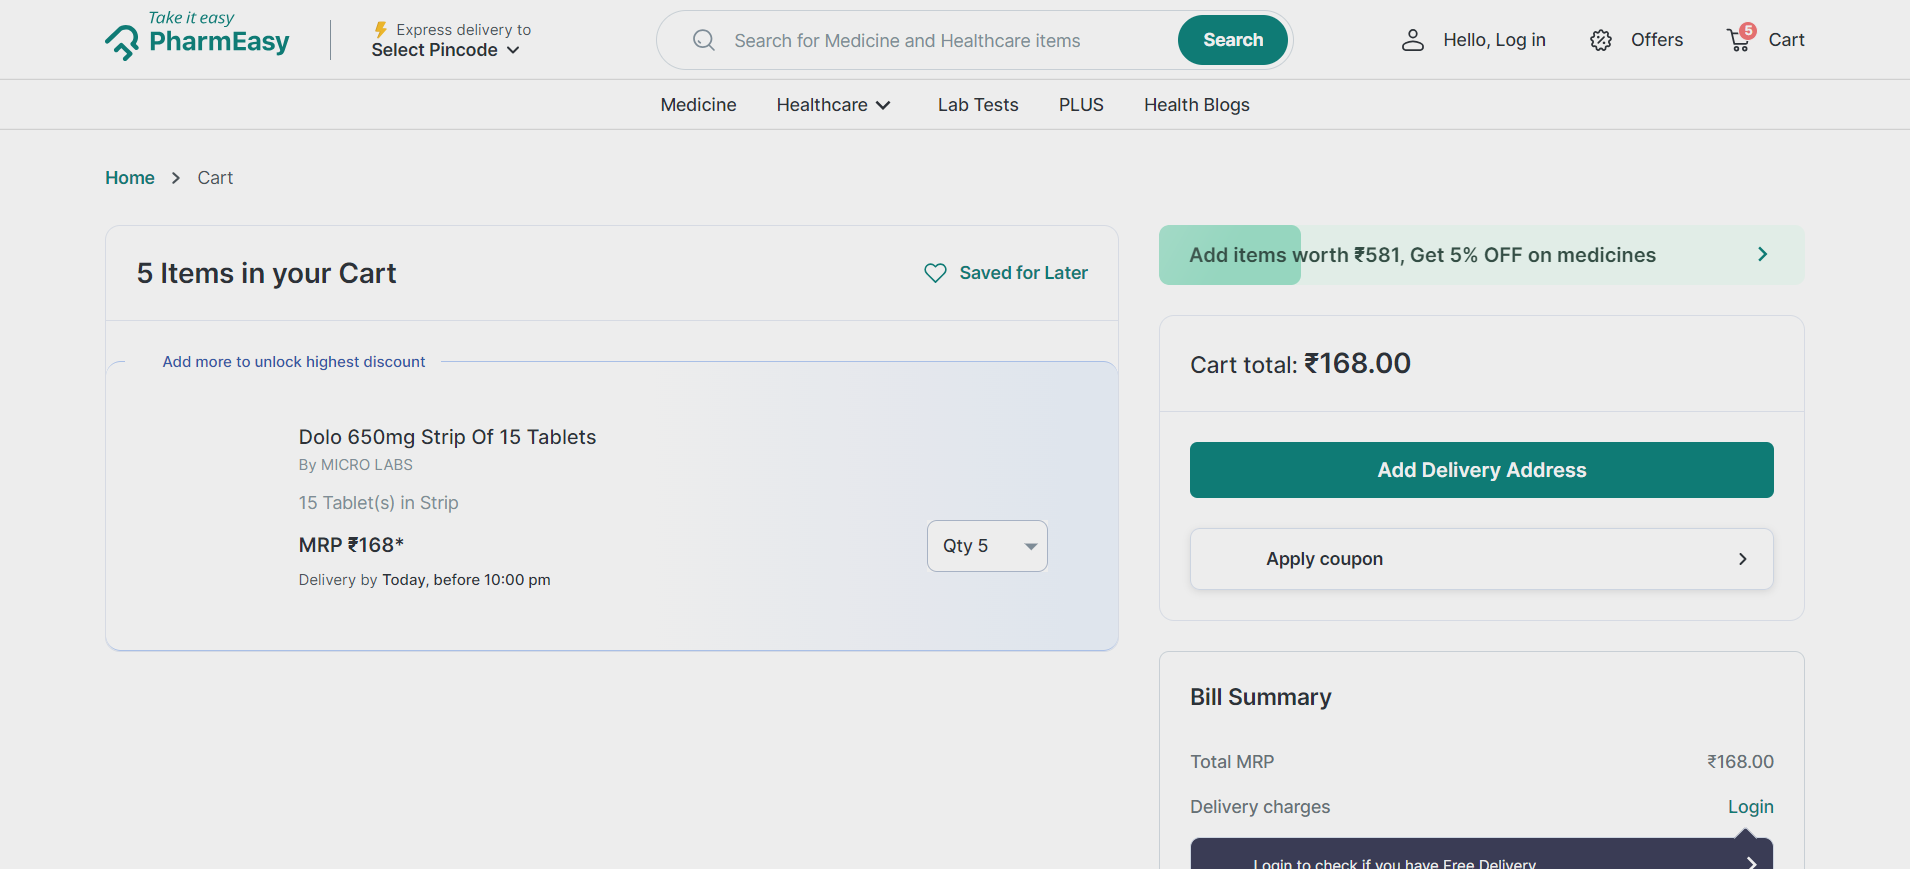 Take it easy
PharmEasy
Express delivery to
Select Pincode
Search for Medicine and Healthcare items
Search
Hello, Log in
Offers
5
Cart
Medicine
Healthcare
Lab Tests
PLUS
Health Blogs
Home > Cart
5 Items in your Cart
Saved for Later
Add more to unlock highest discount
Dolo 650mg Strip Of 15 Tablets
By MICRO LABS
15 Tablet(s) in Strip
MRP ₹168*
Qty 5
Delivery by Today, before 10:00 pm
Add items worth ₹581, Get 5% OFF on medicines
Cart total: ₹168.00
Add Delivery Address
Apply coupon
Bill Summary
Total MRP ₹168.00
Delivery charges Login
Login to check if you have Free Delivery